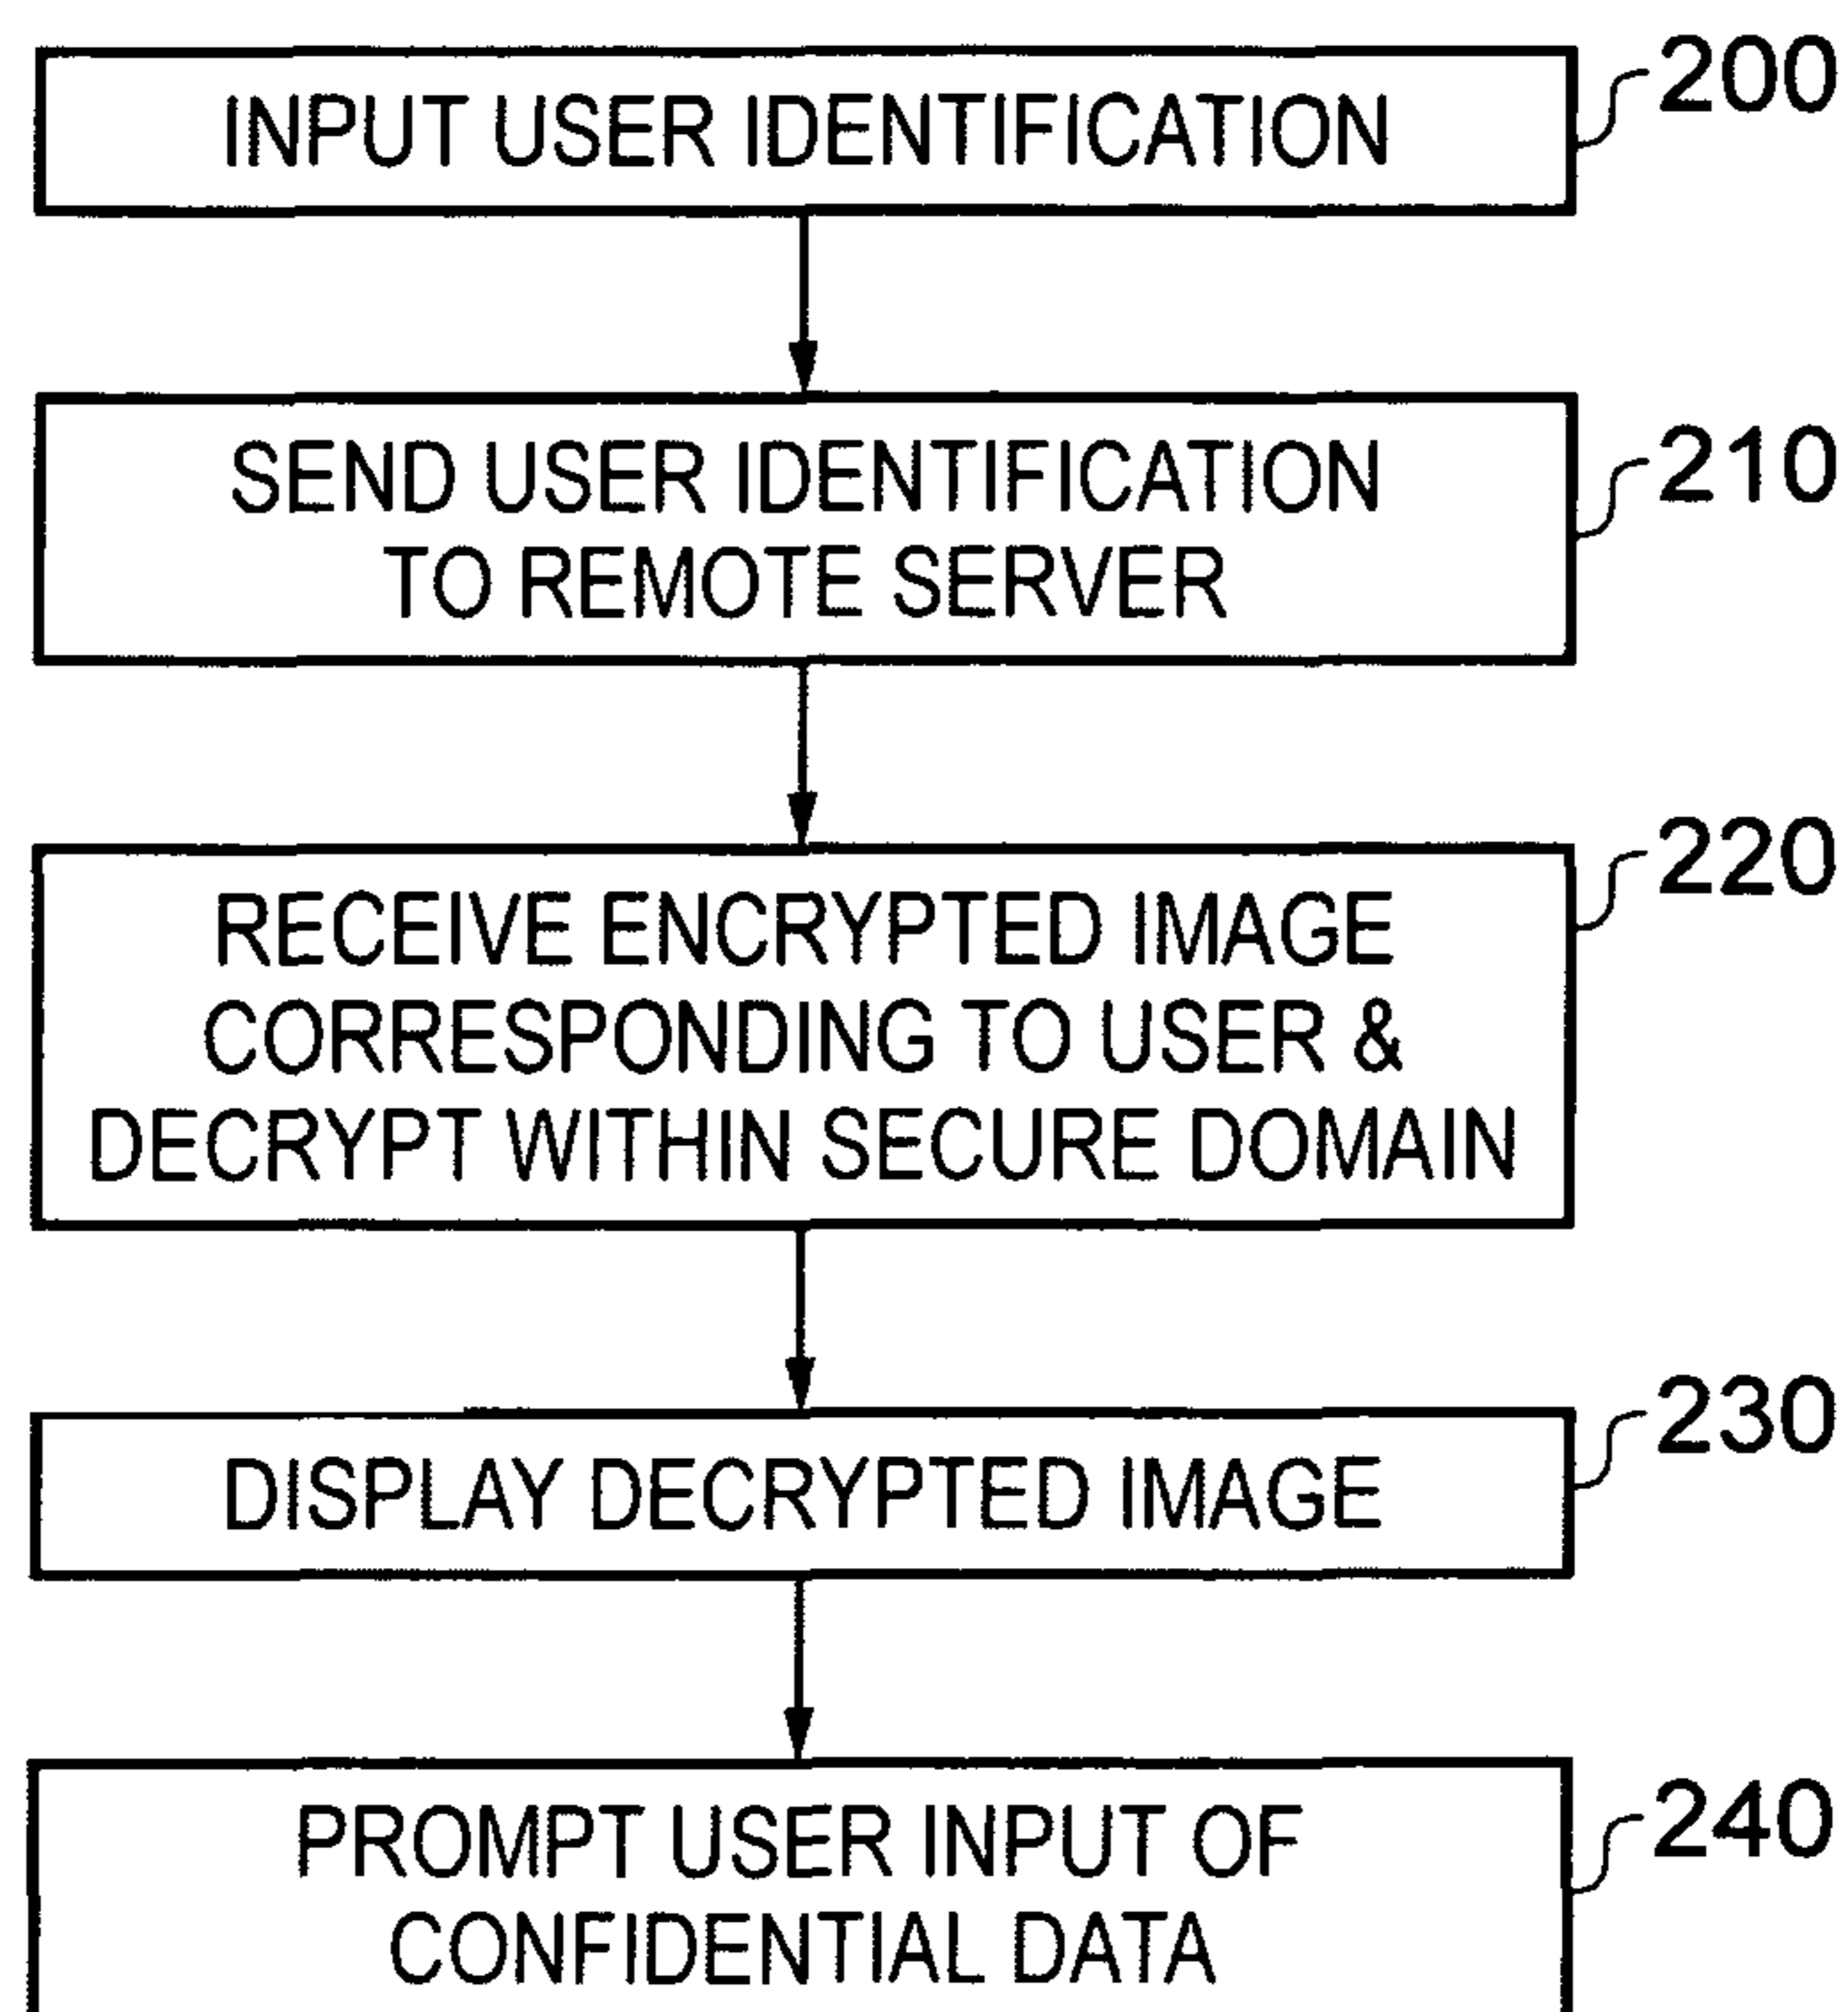 INPUT USER IDENTIFICATION
200
SEND USER IDENTIFICATION
TO REMOTE SERVER
210
RECEIVE ENCRYPTED IMAGE
CORRESPONDING TO USER &
DECRYPT WITHIN SECURE DOMAIN
220
DISPLAY DECRYPTED IMAGE
230
PROMPT USER INPUT OF
CONFIDENTIAL DATA
240